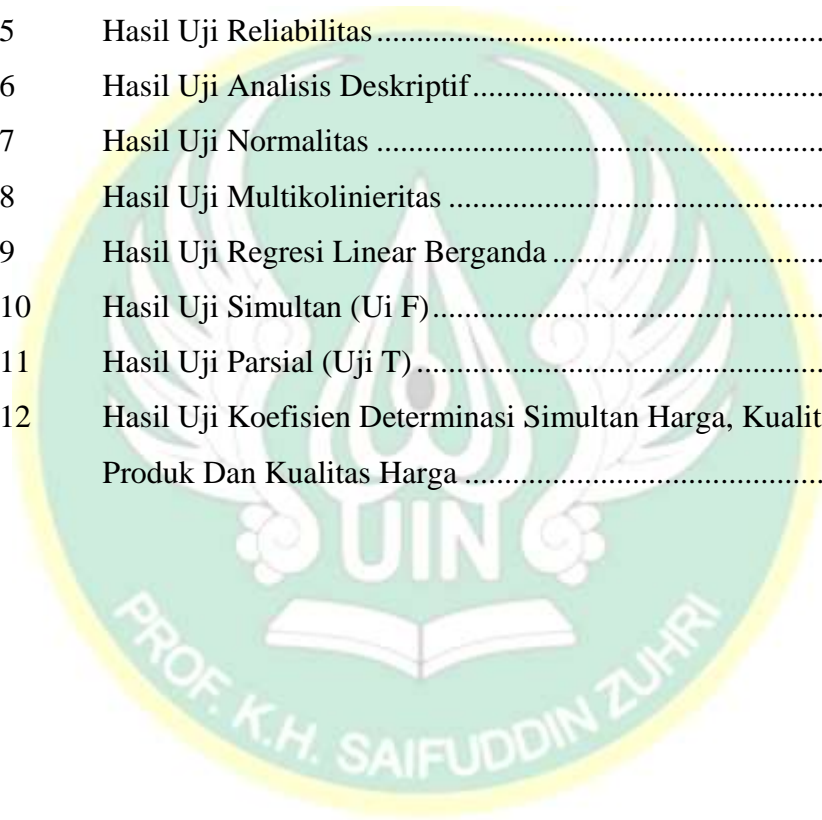 5 Hasil Uji Reliabilitas
6 Hasil Uji Analisis Deskriptif
7 Hasil Uji Normalitas
8 Hasil Uji Multikolinieritas
9 Hasil Uji Regresi Linear Berganda
10 Hasil Uji Simultan (Ui F)
11 Hasil Uji Parsial (Uji T)
12 Hasil Uji Koefisien Determinasi Simultan Harga, Kualit
Produk Dan Kualitas Harga
UIN
PROF. K.H. SAIFUDDIN ZUHRI